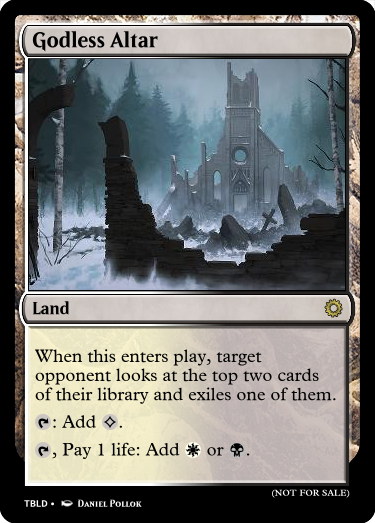 Godless Altar
Land
When this enters play, target
opponent looks at the top two cards
of their library and exiles one of them.
: Add .
, Pay 1 life: Add or .
(NOT FOR SALE)
TBLD • DANIEL POLLOK